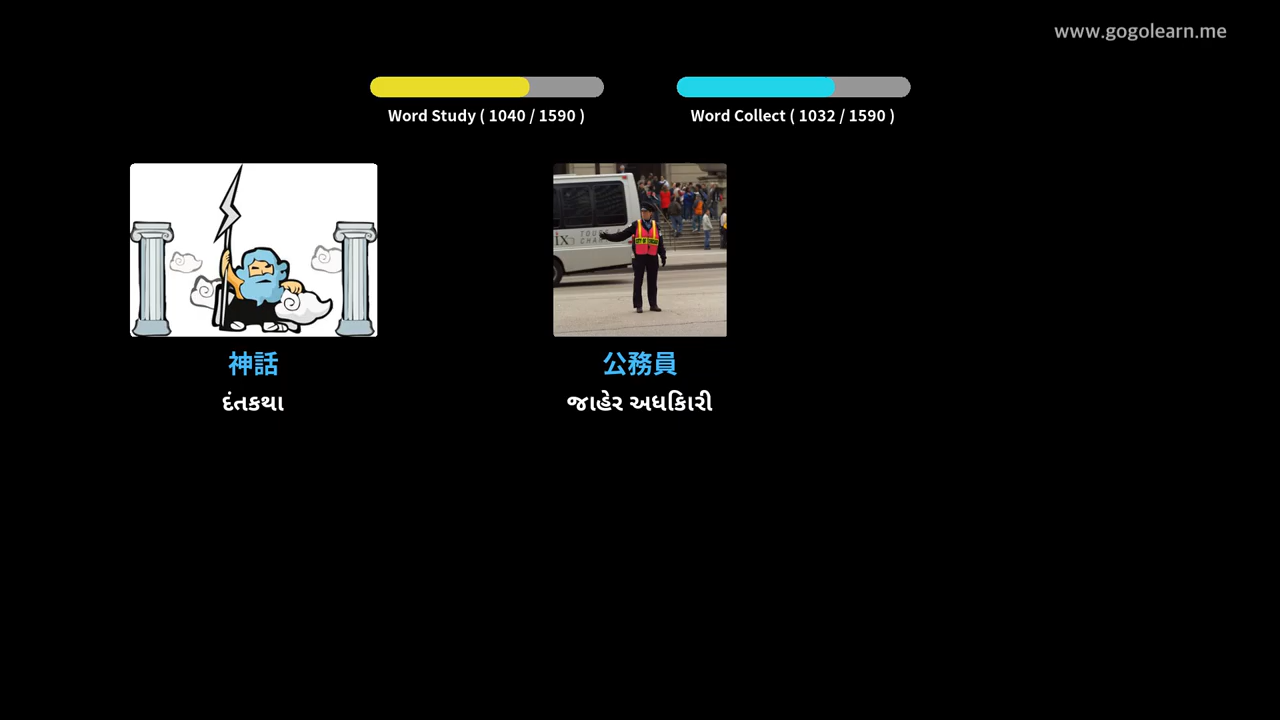 www.gogolearn.me
Word Study ( 1040 / 1590 )
Word Collect ( 1032 / 1590 )
神話
公務員
દંતકથા
જાહેર અધિકારી